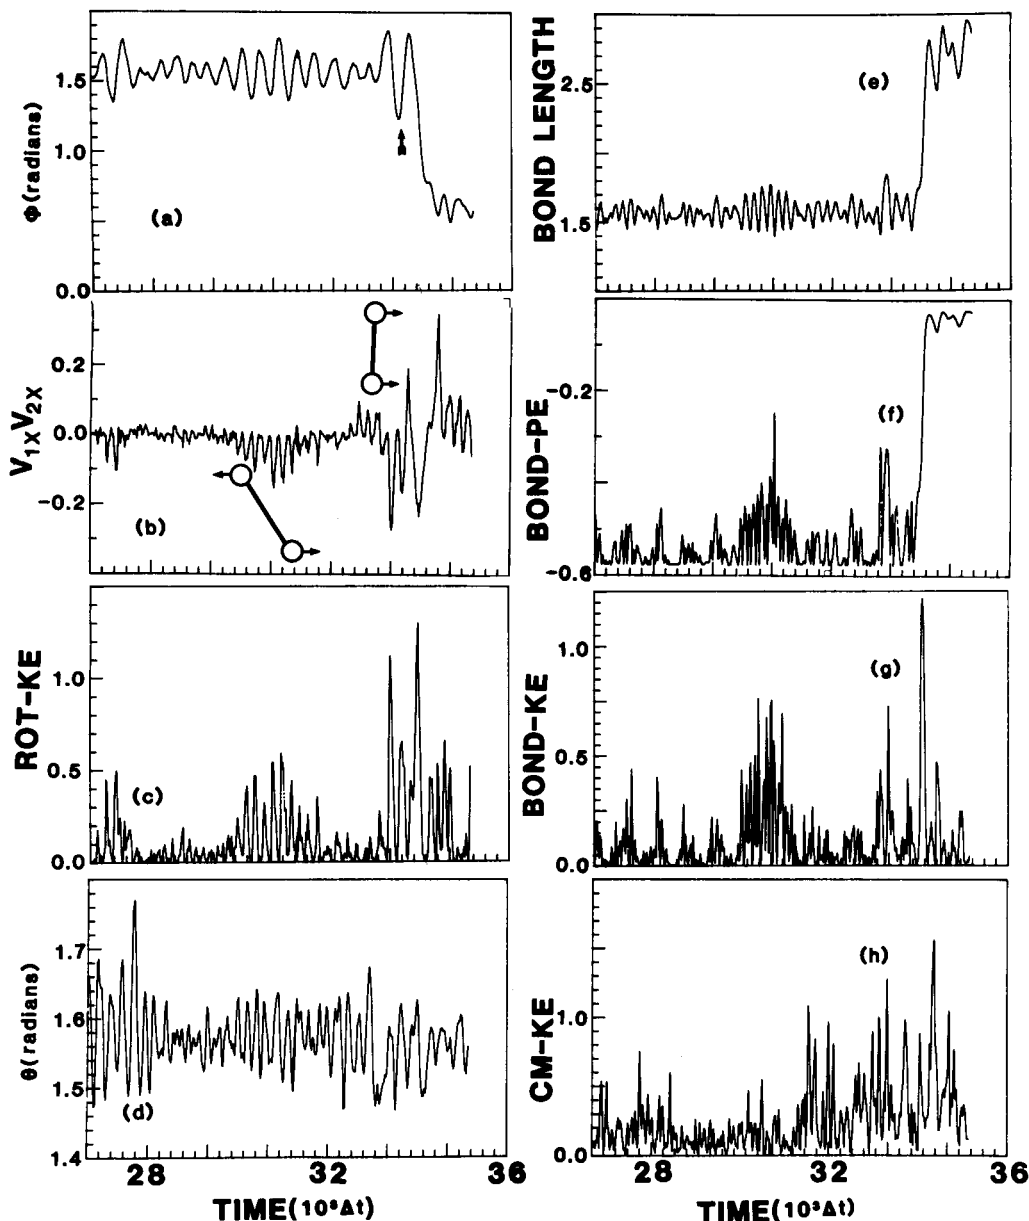 1.5
1.0
0.5
0.0
ϕ(radians)
(a)
0.2
0.0
-0.2
V1XV2X
(b)
1.0
0.5
0.0
ROT-KE
(c)
1.7
1.6
1.5
1.4
θ(radians)
(d)
28 32 36
TIME(10³Δt)
2.5
1.5
BOND LENGTH
(e)
-0.2
-0.6
BOND-PE
(f)
1.0
0.5
0.0
BOND-KE
(g)
1.0
0.0
CM-KE
(h)
28 32 36
TIME(10³Δt)